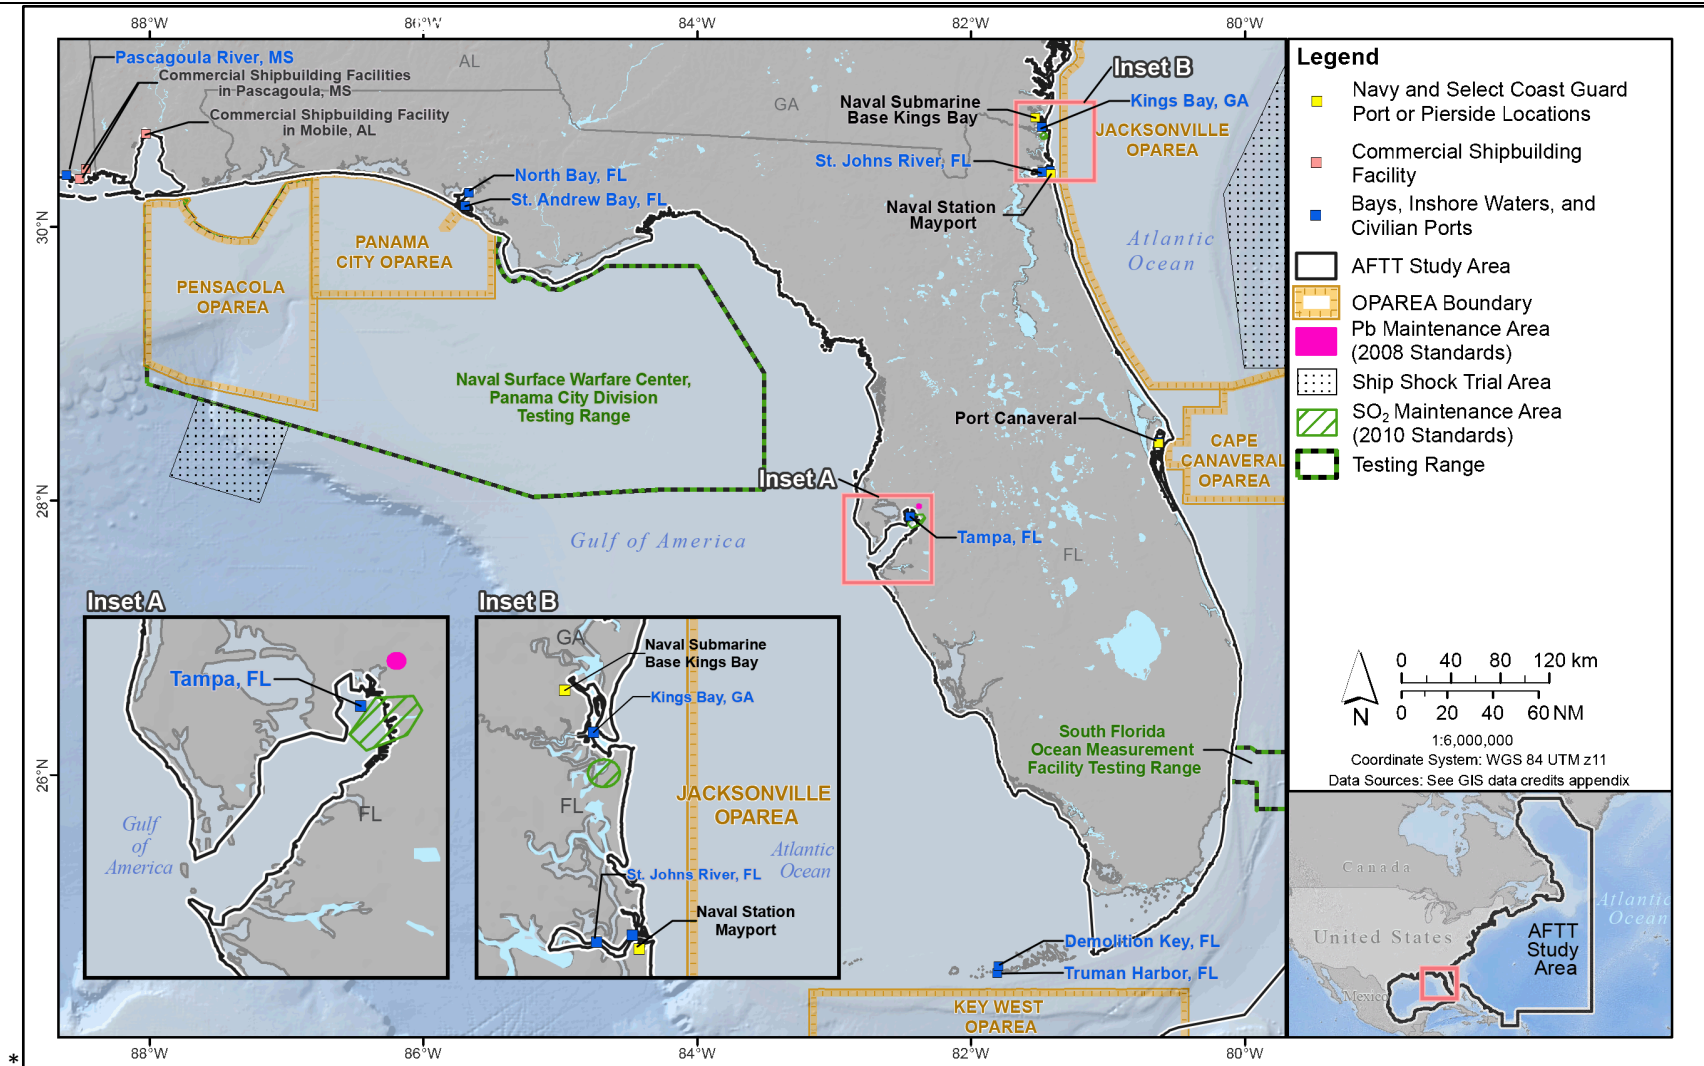 88°W
86°W
84°W
82°W
80°W
Pascagoula River, MS
Commercial Shipbuilding Facilities
in Pascagoula, MS
Commercial Shipbuilding Facility
in Mobile, AL
AL
GA
Inset B
Naval Submarine
Base Kings Bay
Kings Bay, GA
JACKSONVILLE
OPAREA
St. Johns River, FL
Naval Station
Mayport
North Bay, FL
St. Andrew Bay, FL
30°N
PANAMA
CITY OPAREA
PENSACOLA
OPAREA
Atlantic
Ocean
Naval Surface Warfare Center,
Panama City Division
Testing Range
Port Canaveral
CAPE
CANAVERAL
OPAREA
Inset A
28°N
Gulf of America
Tampa, FL
FL
South Florida
Ocean Measurement
Facility Testing Range
26°N
Demolition Key, FL
Truman Harbor, FL
KEY WEST
OPAREA
Inset A
Tampa, FL
FL
Gulf
of
America
Inset B
GA
Naval Submarine
Base Kings Bay
Kings Bay, GA
FL
JACKSONVILLE
OPAREA
Atlantic
Ocean
St. Johns River, FL
Naval Station
Mayport
88°W
86°W
84°W
82°W
80°W
*
Legend
Navy and Select Coast Guard
Port or Pierside Locations
Commercial Shipbuilding
Facility
Bays, Inshore Waters, and
Civilian Ports
AFTT Study Area
OPAREA Boundary
Pb Maintenance Area
(2008 Standards)
Ship Shock Trial Area
SO2 Maintenance Area
(2010 Standards)
Testing Range
N
0 40 80 120 km
0 20 40 60 NM
1:6,000,000
Coordinate System: WGS 84 UTM z11
Data Sources: See GIS data credits appendix
Canada
United States
Mexico
Atlantic
Ocean
AFTT
Study
Area